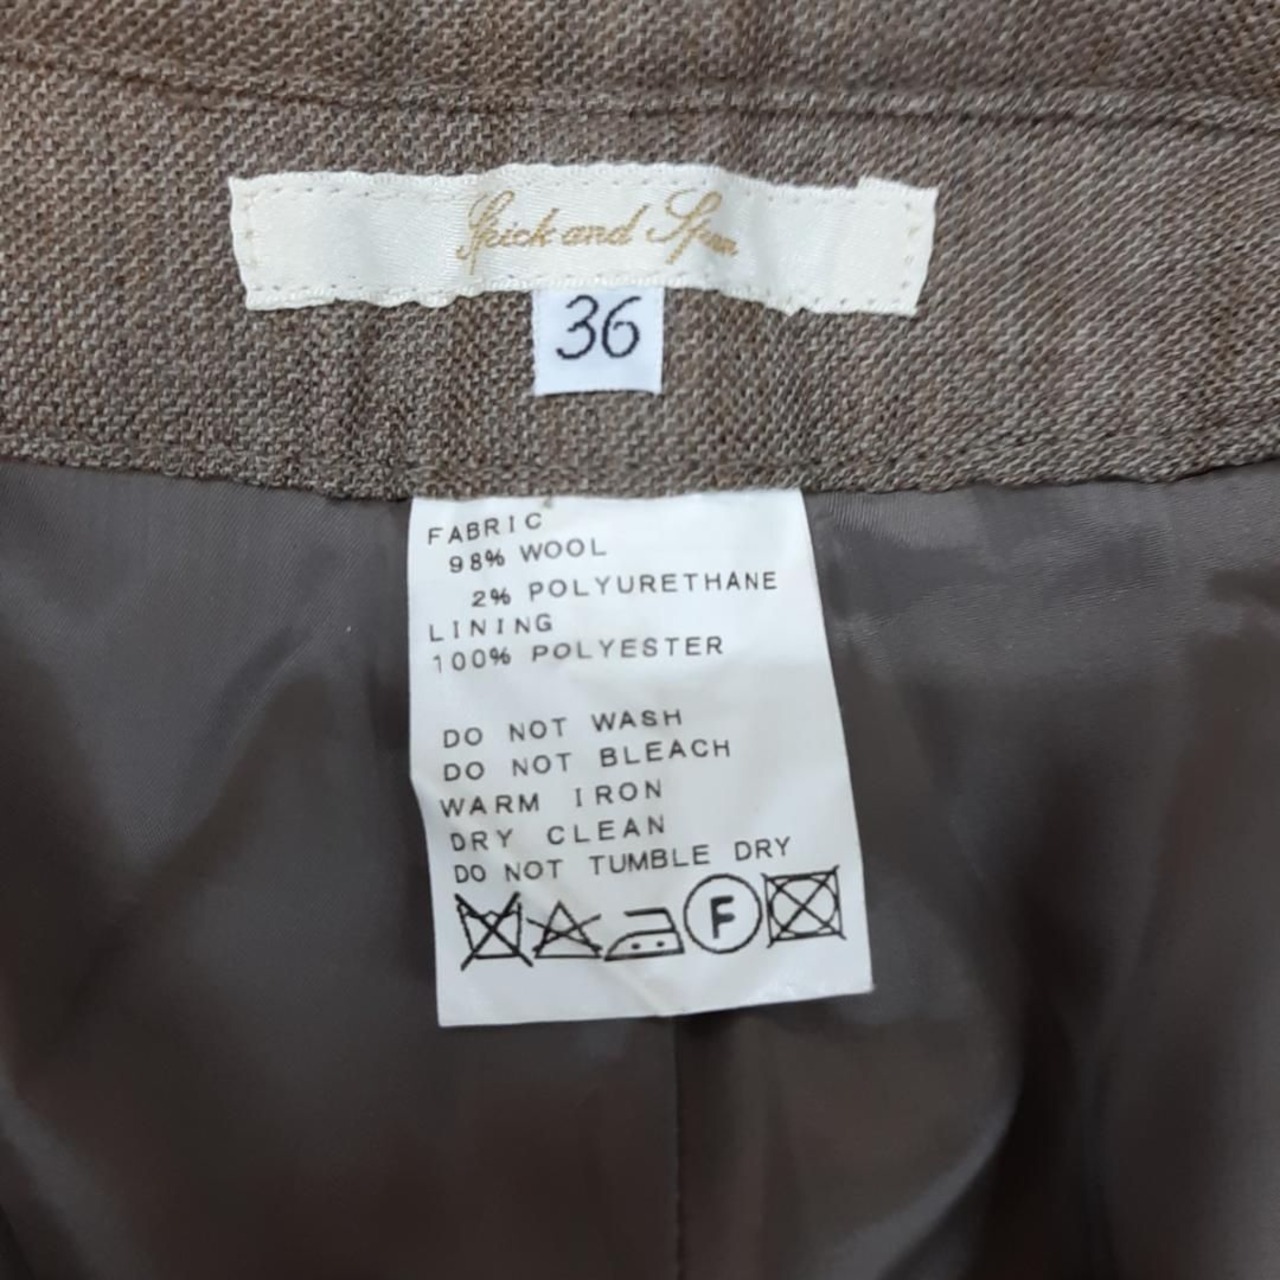 Spick and Span
36
FABRIC
98% WOOL
2% POLYURETHANE
LINING
100% POLYESTER
DO NOT WASH
DO NOT BLEACH
WARM IRON
DRY CLEAN
DO NOT TUMBLE DRY
F